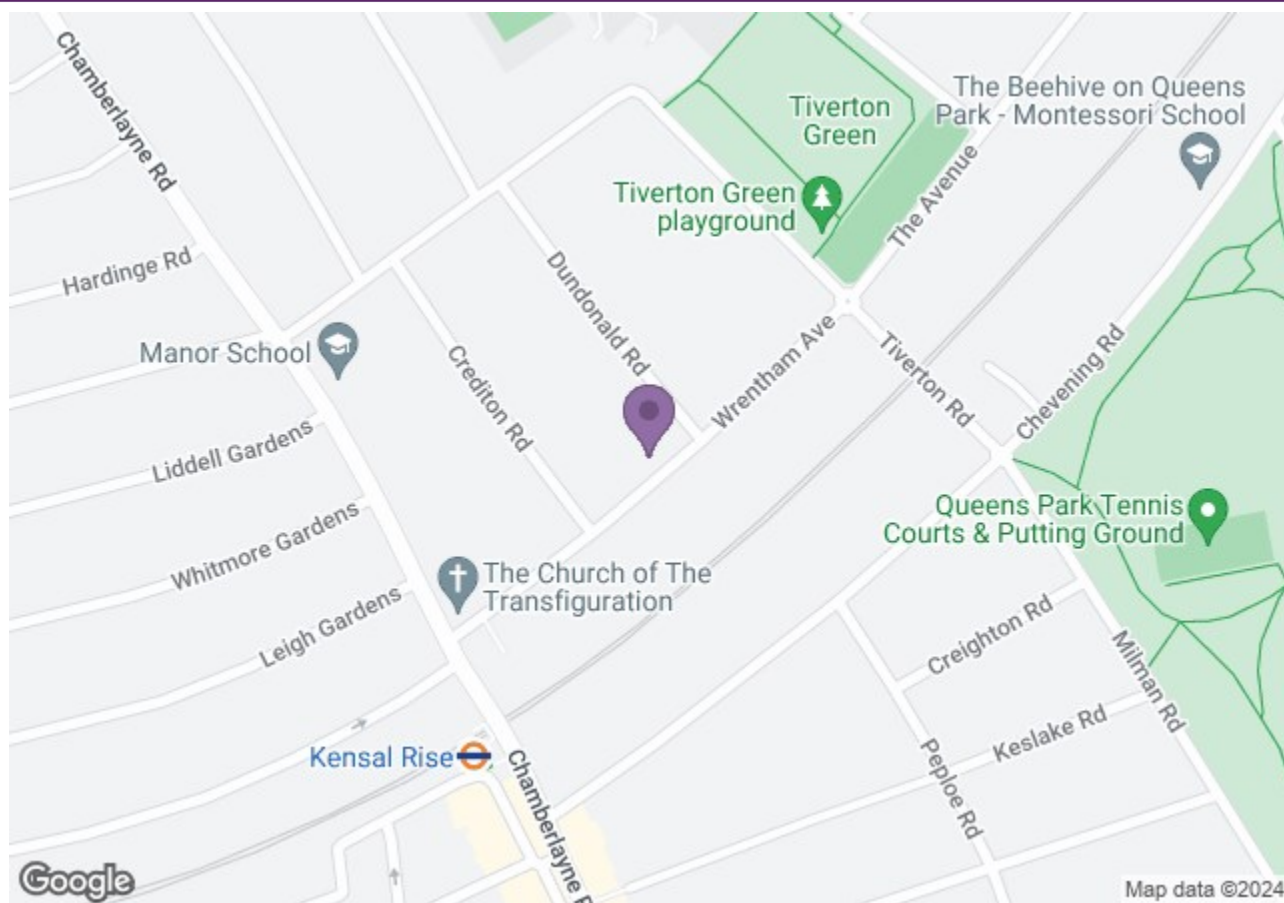 Chamberlayne Rd
The Beehive on Queens
Park - Montessori School
Tiverton
Green
Tiverton Green
playground
The Avenue
Hardinge Rd
Dundonald Rd
Manor School
Crediton Rd
Wrentham Ave
Tiverton Rd
Chevening Rd
Liddell Gardens
Whitmore Gardens
Queens Park Tennis
Courts & Putting Ground
The Church of The
Transfiguration
Leigh Gardens
Creighton Rd
Milman Rd
Keslake Rd
Peploe Rd
Kensal Rise
Chamberlayne R
Google
Map data ©2024